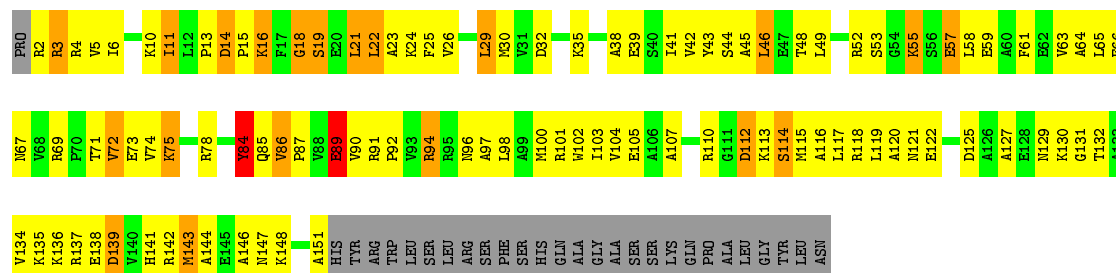 PRO R2 R3 R4 V5 I6 K10 I11 L12 P13 D14 P15 K16 F17 G18 S19 E20 L21 L22 A23 K24 F25 V26 L29 M30 V31 D32 K35 A38 E39 S40 I41 V42 Y43 S44 A45 L46 E47 T48 L49 R52 S53 G54 K55 S56 E57 L58 E59 A60 F61 E62 V63 A64 L65
N67 V68 R69 P70 T71 V72 E73 V74 K75 R78 Y84 Q85 V86 P87 V88 E89 V90 R91 P92 V93 R94 R95 N96 A97 L98 A99 M100 R101 W102 I103 V104 E105 A106 A107 R110 G111 D112 K113 S114 M115 A116 L117 R118 L119 A120 N121 E122 D125 A126 A127 E128 N129 K130 G131 T132
V134 K135 K136 R137 E138 D139 V140 H141 R142 M143 A144 E145 A146 N147 K148 A151 HIS TYR ARG TRP LEU SER LEU ARG SER PHE SER HIS GLN ALA GLY ALA SER SER LYS GLN PRO ALA LEU GLY TYR LEU ASN